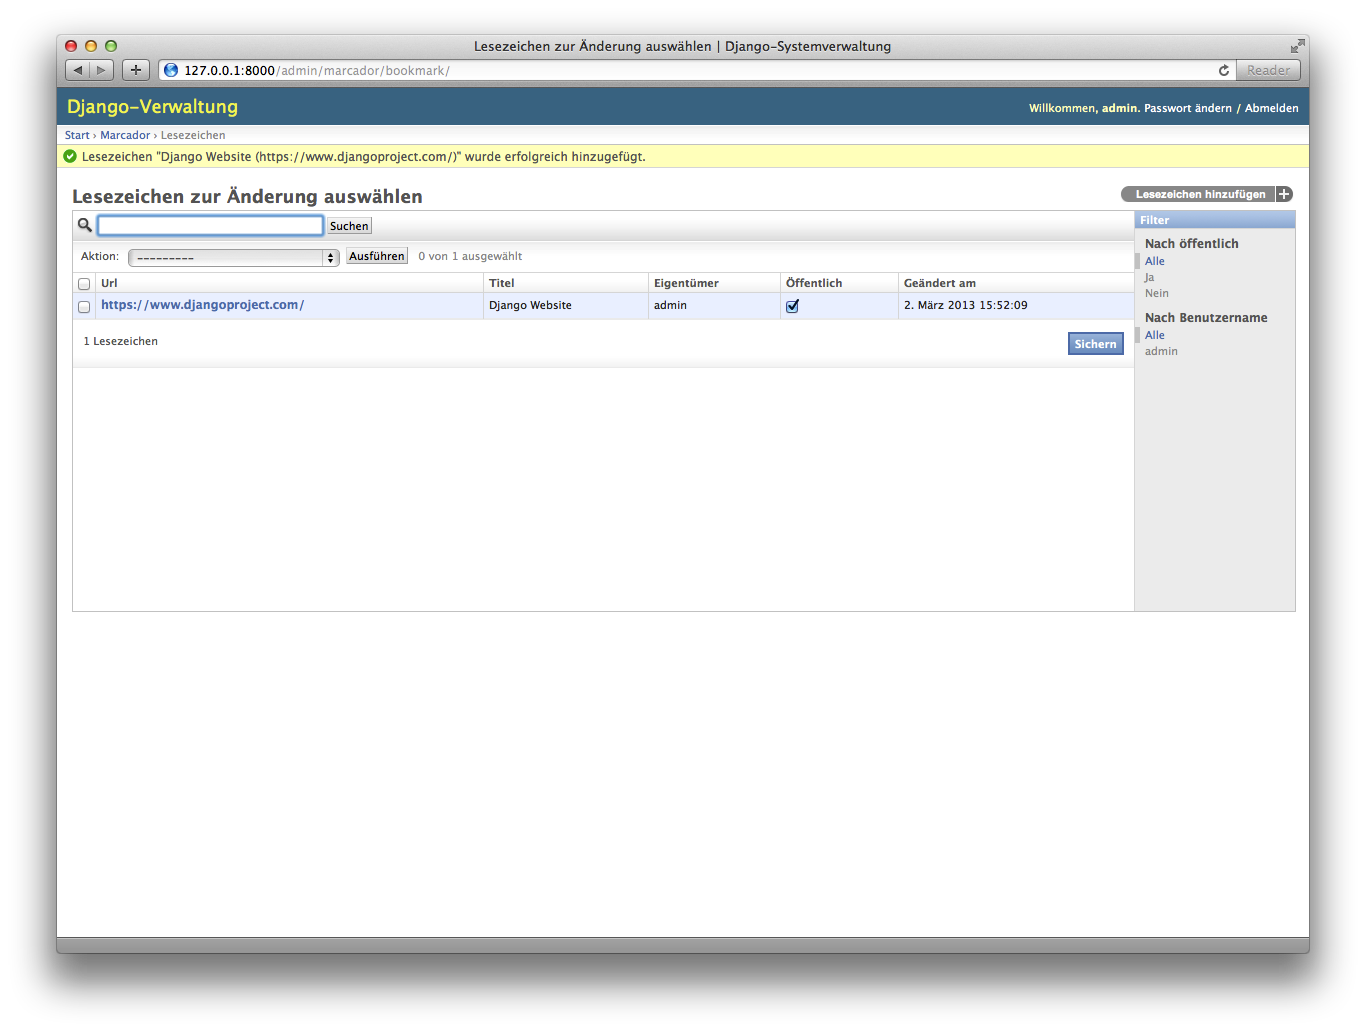 Lesezeichen zur Änderung auswählen | Django-Systemverwaltung
127.0.0.1:8000/admin/marcador/bookmark/
Reader
Django-Verwaltung
Willkommen, admin. Passwort ändern / Abmelden
Start › Marcador › Lesezeichen
Lesezeichen "Django Website (https://www.djangoproject.com/)" wurde erfolgreich hinzugefügt.
Lesezeichen zur Änderung auswählen
Lesezeichen hinzufügen
Suchen
Aktion: --------- Ausführen 0 von 1 ausgewählt
Url Titel Eigentümer Öffentlich Geändert am
https://www.djangoproject.com/ Django Website admin 2. März 2013 15:52:09
1 Lesezeichen
Sichern
Filter
Nach öffentlich
Alle
Ja
Nein
Nach Benutzername
Alle
admin